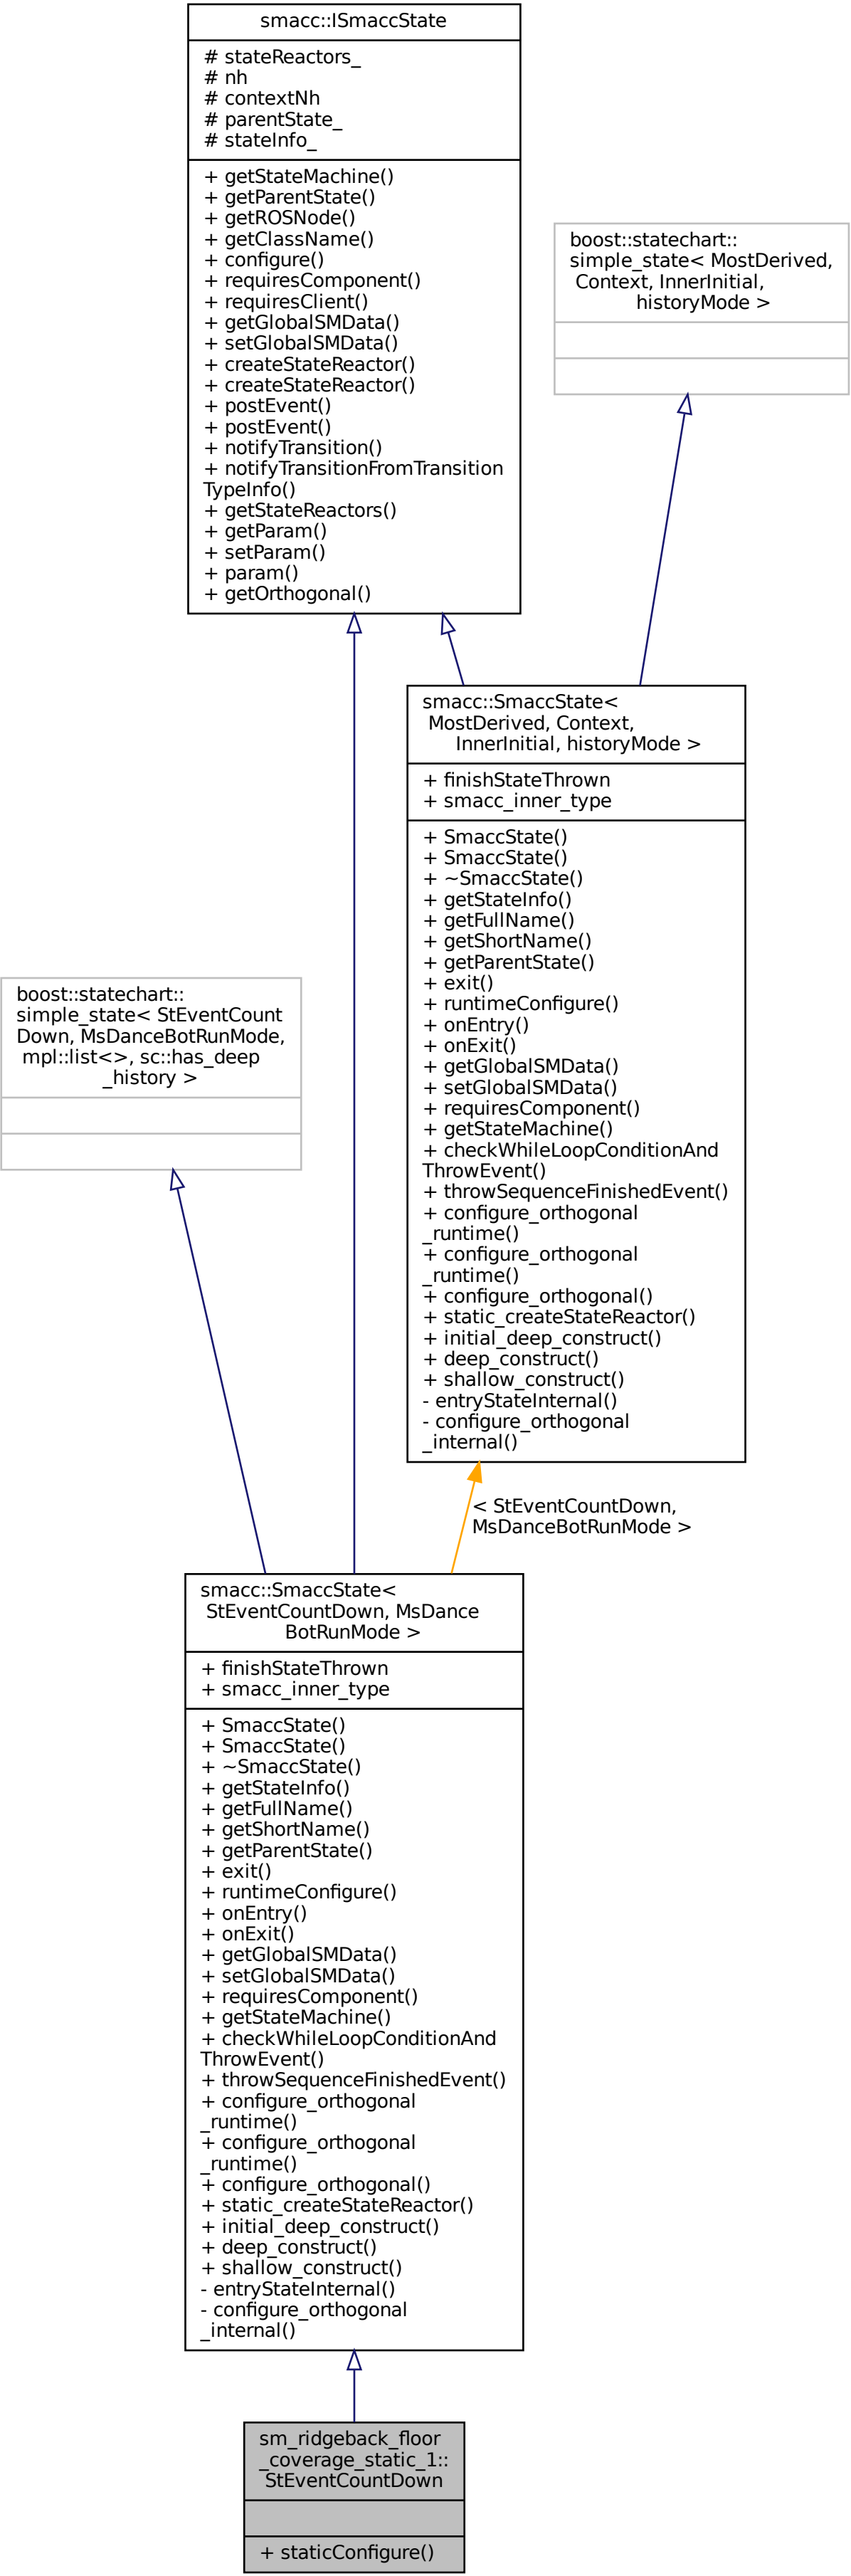 smacc::ISmaccState
# stateReactors_
# nh
# contextNh
# parentState_
# stateInfo_
+ getStateMachine()
+ getParentState()
+ getROSNode()
+ getClassName()
+ configure()
+ requiresComponent()
+ requiresClient()
+ getGlobalSMData()
+ setGlobalSMData()
+ createStateReactor()
+ createStateReactor()
+ postEvent()
+ postEvent()
+ notifyTransition()
+ notifyTransitionFromTransition
TypeInfo()
+ getStateReactors()
+ getParam()
+ setParam()
+ param()
+ getOrthogonal()
boost::statechart::
simple_state< MostDerived,
Context, InnerInitial,
historyMode >
smacc::SmaccState<
MostDerived, Context,
InnerInitial, historyMode >
+ finishStateThrown
+ smacc_inner_type
+ SmaccState()
+ SmaccState()
+ ~SmaccState()
+ getStateInfo()
+ getFullName()
+ getShortName()
+ getParentState()
+ exit()
+ runtimeConfigure()
+ onEntry()
+ onExit()
+ getGlobalSMData()
+ setGlobalSMData()
+ requiresComponent()
+ getStateMachine()
+ checkWhileLoopConditionAnd
ThrowEvent()
+ throwSequenceFinishedEvent()
+ configure_orthogonal
_runtime()
+ configure_orthogonal
_runtime()
+ configure_orthogonal()
+ static_createStateReactor()
+ initial_deep_construct()
+ deep_construct()
+ shallow_construct()
- entryStateInternal()
- configure_orthogonal
_internal()
boost::statechart::
simple_state< StEventCount
Down, MsDanceBotRunMode,
mpl::list<>, sc::has_deep
_history >
< StEventCountDown,
MsDanceBotRunMode >
smacc::SmaccState<
StEventCountDown, MsDance
BotRunMode >
+ finishStateThrown
+ smacc_inner_type
+ SmaccState()
+ SmaccState()
+ ~SmaccState()
+ getStateInfo()
+ getFullName()
+ getShortName()
+ getParentState()
+ exit()
+ runtimeConfigure()
+ onEntry()
+ onExit()
+ getGlobalSMData()
+ setGlobalSMData()
+ requiresComponent()
+ getStateMachine()
+ checkWhileLoopConditionAnd
ThrowEvent()
+ throwSequenceFinishedEvent()
+ configure_orthogonal
_runtime()
+ configure_orthogonal
_runtime()
+ configure_orthogonal()
+ static_createStateReactor()
+ initial_deep_construct()
+ deep_construct()
+ shallow_construct()
- entryStateInternal()
- configure_orthogonal
_internal()
sm_ridgeback_floor
_coverage_static_1::
StEventCountDown
+ staticConfigure()